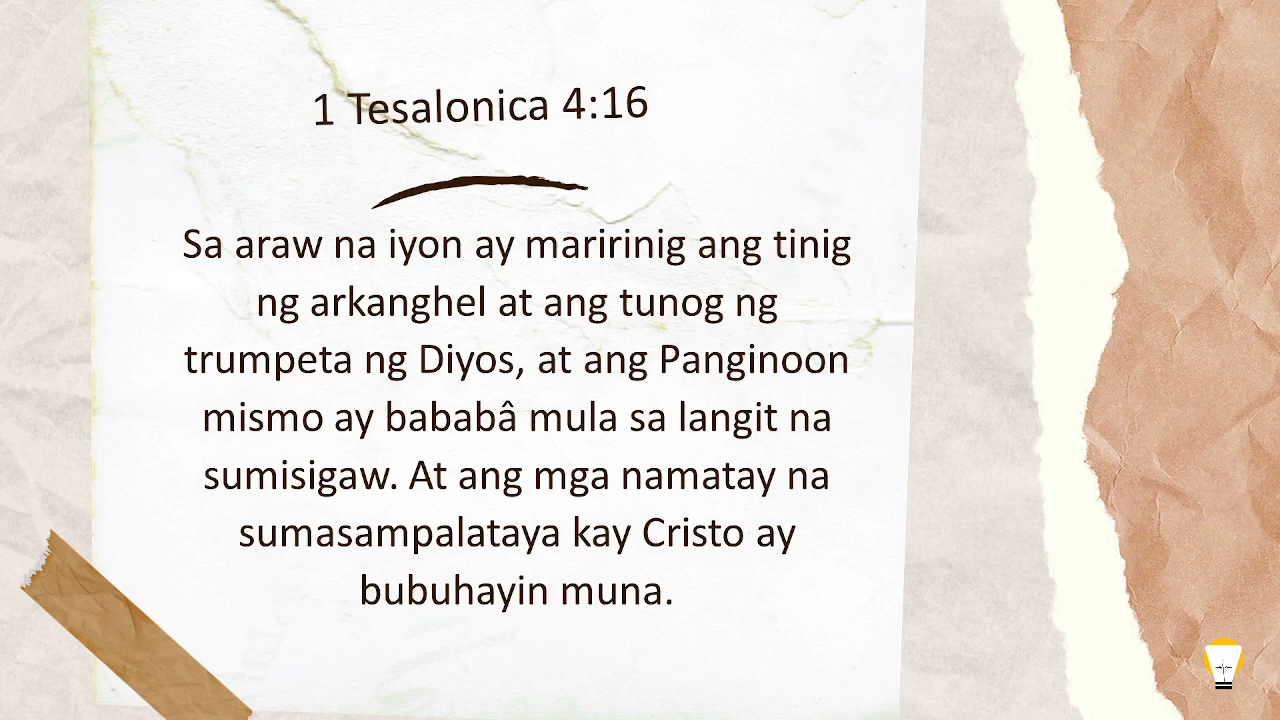 1 Tesalonica 4:16
Sa araw na iyon ay maririnig ang tinig
ng arkanghel at ang tunog ng
trumpeta ng Diyos, at ang Panginoon
mismo ay bababâ mula sa langit na
sumisigaw. At ang mga namatay na
sumasampalataya kay Cristo ay
bubuhayin muna.